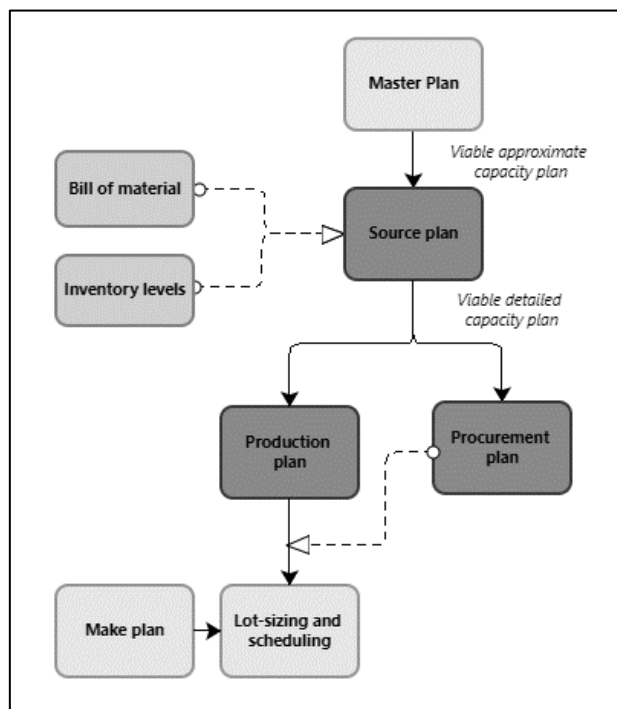 Master Plan
Viable approximate
capacity plan
Bill of material
Source plan
Inventory levels
Viable detailed
capacity plan
Production
plan
Procurement
plan
Make plan
Lot-sizing and
scheduling